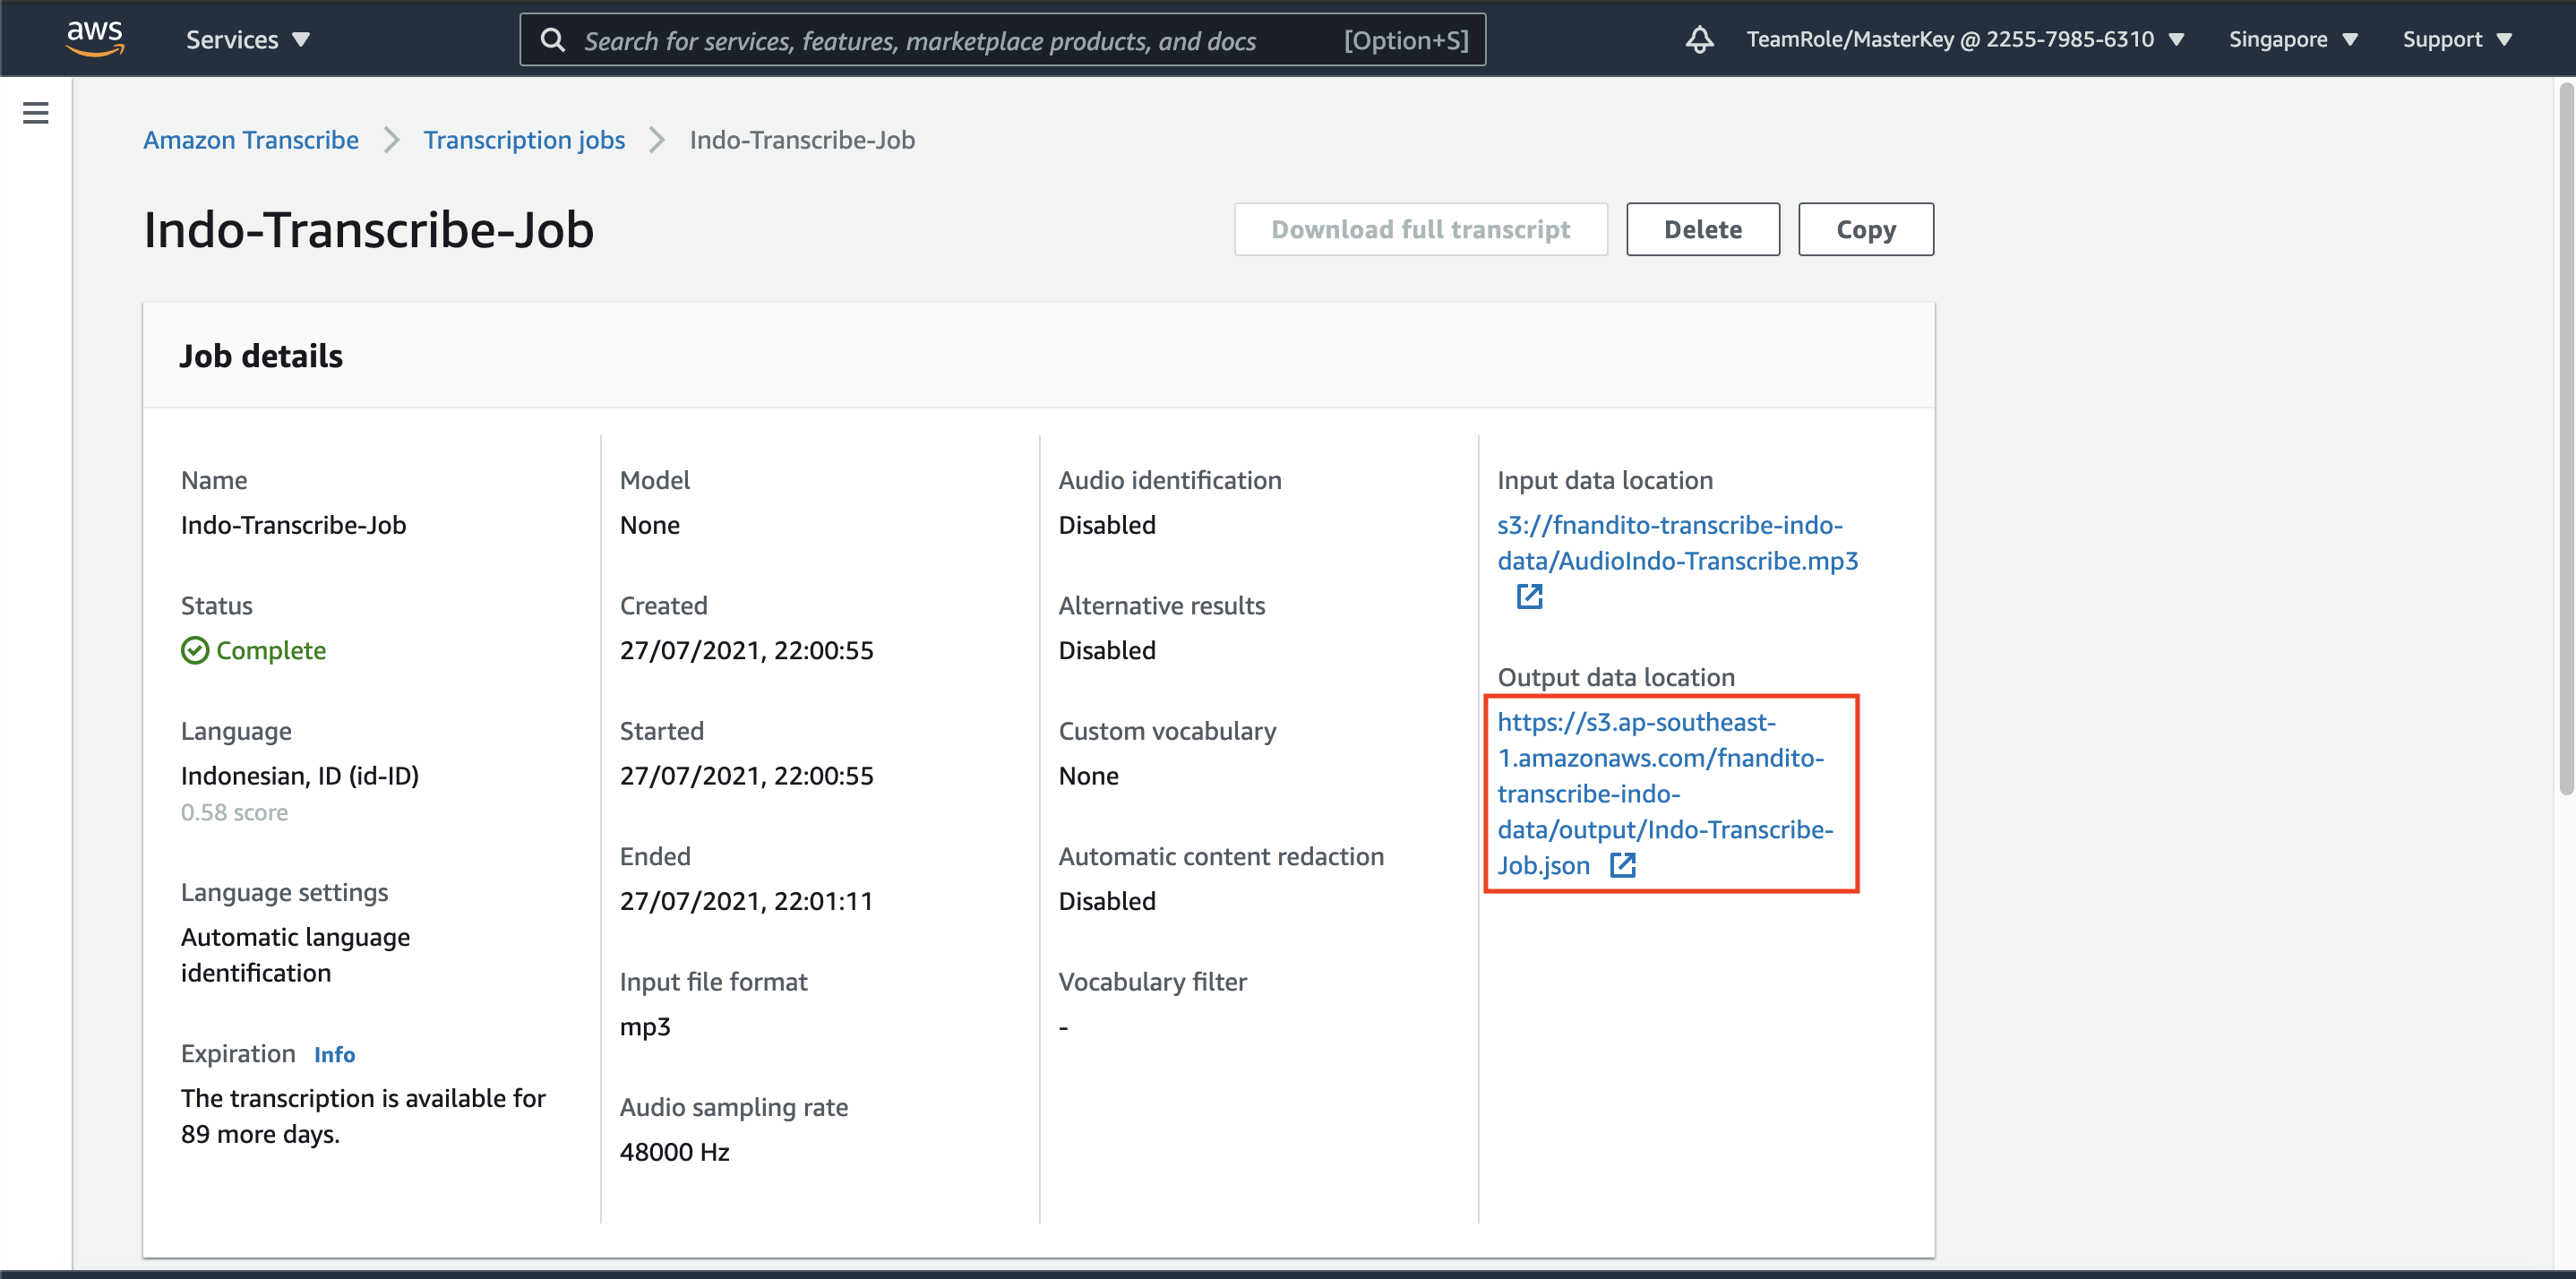 aws
Services
Search for services, features, marketplace products, and docs
[Option+S]
TeamRole/MasterKey @ 2255-7985-6310
Singapore
Support
Amazon Transcribe
Transcription jobs
Indo-Transcribe-Job
Indo-Transcribe-Job
Download full transcript
Delete
Copy
Job details
Name
Indo-Transcribe-Job
Status
Complete
Language
Indonesian, ID (id-ID)
0.58 score
Language settings
Automatic language
identification
Expiration Info
The transcription is available for
89 more days.
Model
None
Created
27/07/2021, 22:00:55
Started
27/07/2021, 22:00:55
Ended
27/07/2021, 22:01:11
Input file format
mp3
Audio sampling rate
48000 Hz
Audio identification
Disabled
Alternative results
Disabled
Custom vocabulary
None
Automatic content redaction
Disabled
Vocabulary filter
-
Input data location
s3://fnandito-transcribe-indo-
data/AudioIndo-Transcribe.mp3
Output data location
https://s3.ap-southeast-
1.amazonaws.com/fnandito-
transcribe-indo-
data/output/Indo-Transcribe-
Job.json